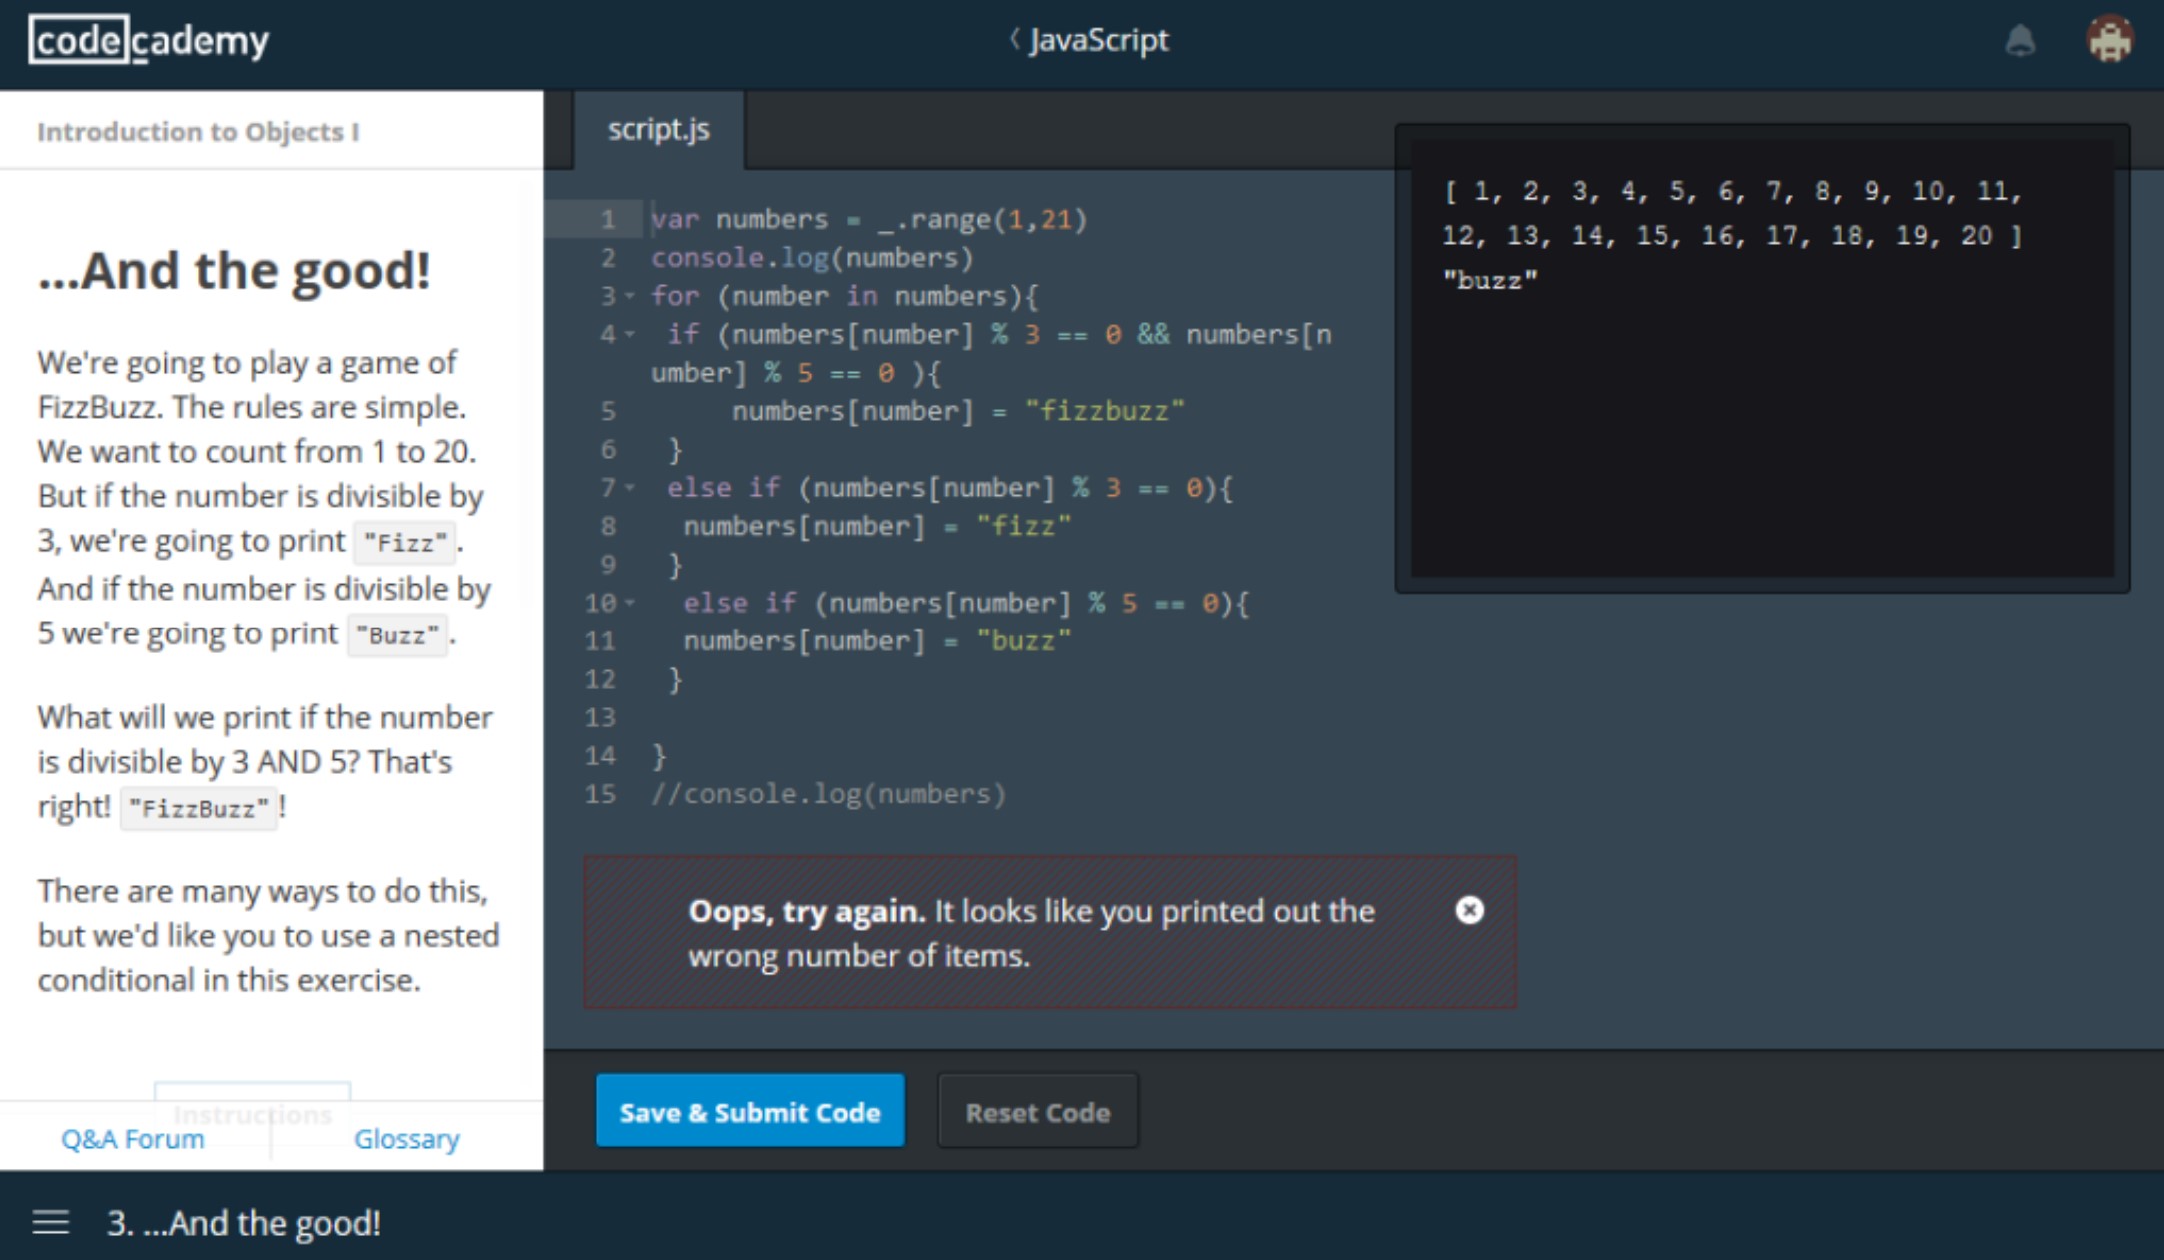 codecademy
JavaScript
Introduction to Objects I
...And the good!
We're going to play a game of
FizzBuzz. The rules are simple.
We want to count from 1 to 20.
But if the number is divisible by
3, we're going to print "Fizz".
And if the number is divisible by
5 we're going to print "Buzz".
What will we print if the number
is divisible by 3 AND 5? That's
right! "FizzBuzz"!
There are many ways to do this,
but we'd like you to use a nested
conditional in this exercise.
Instructions
Q&A Forum
Glossary
script.js
1 var numbers = _.range(1,21)
2 console.log(numbers)
3 for (number in numbers){
4 if (numbers[number] % 3 == 0 && numbers[n
umber] % 5 == 0 ){
5 numbers[number] = "fizzbuzz"
6 }
7 else if (numbers[number] % 3 == 0){
8 numbers[number] = "fizz"
9 }
10 else if (numbers[number] % 5 == 0){
11 numbers[number] = "buzz"
12 }
13
14 }
15 //console.log(numbers)
[ 1, 2, 3, 4, 5, 6, 7, 8, 9, 10, 11,
12, 13, 14, 15, 16, 17, 18, 19, 20 ]
"buzz"
Oops, try again. It looks like you printed out the
wrong number of items.
Save & Submit Code
Reset Code
3. ...And the good!